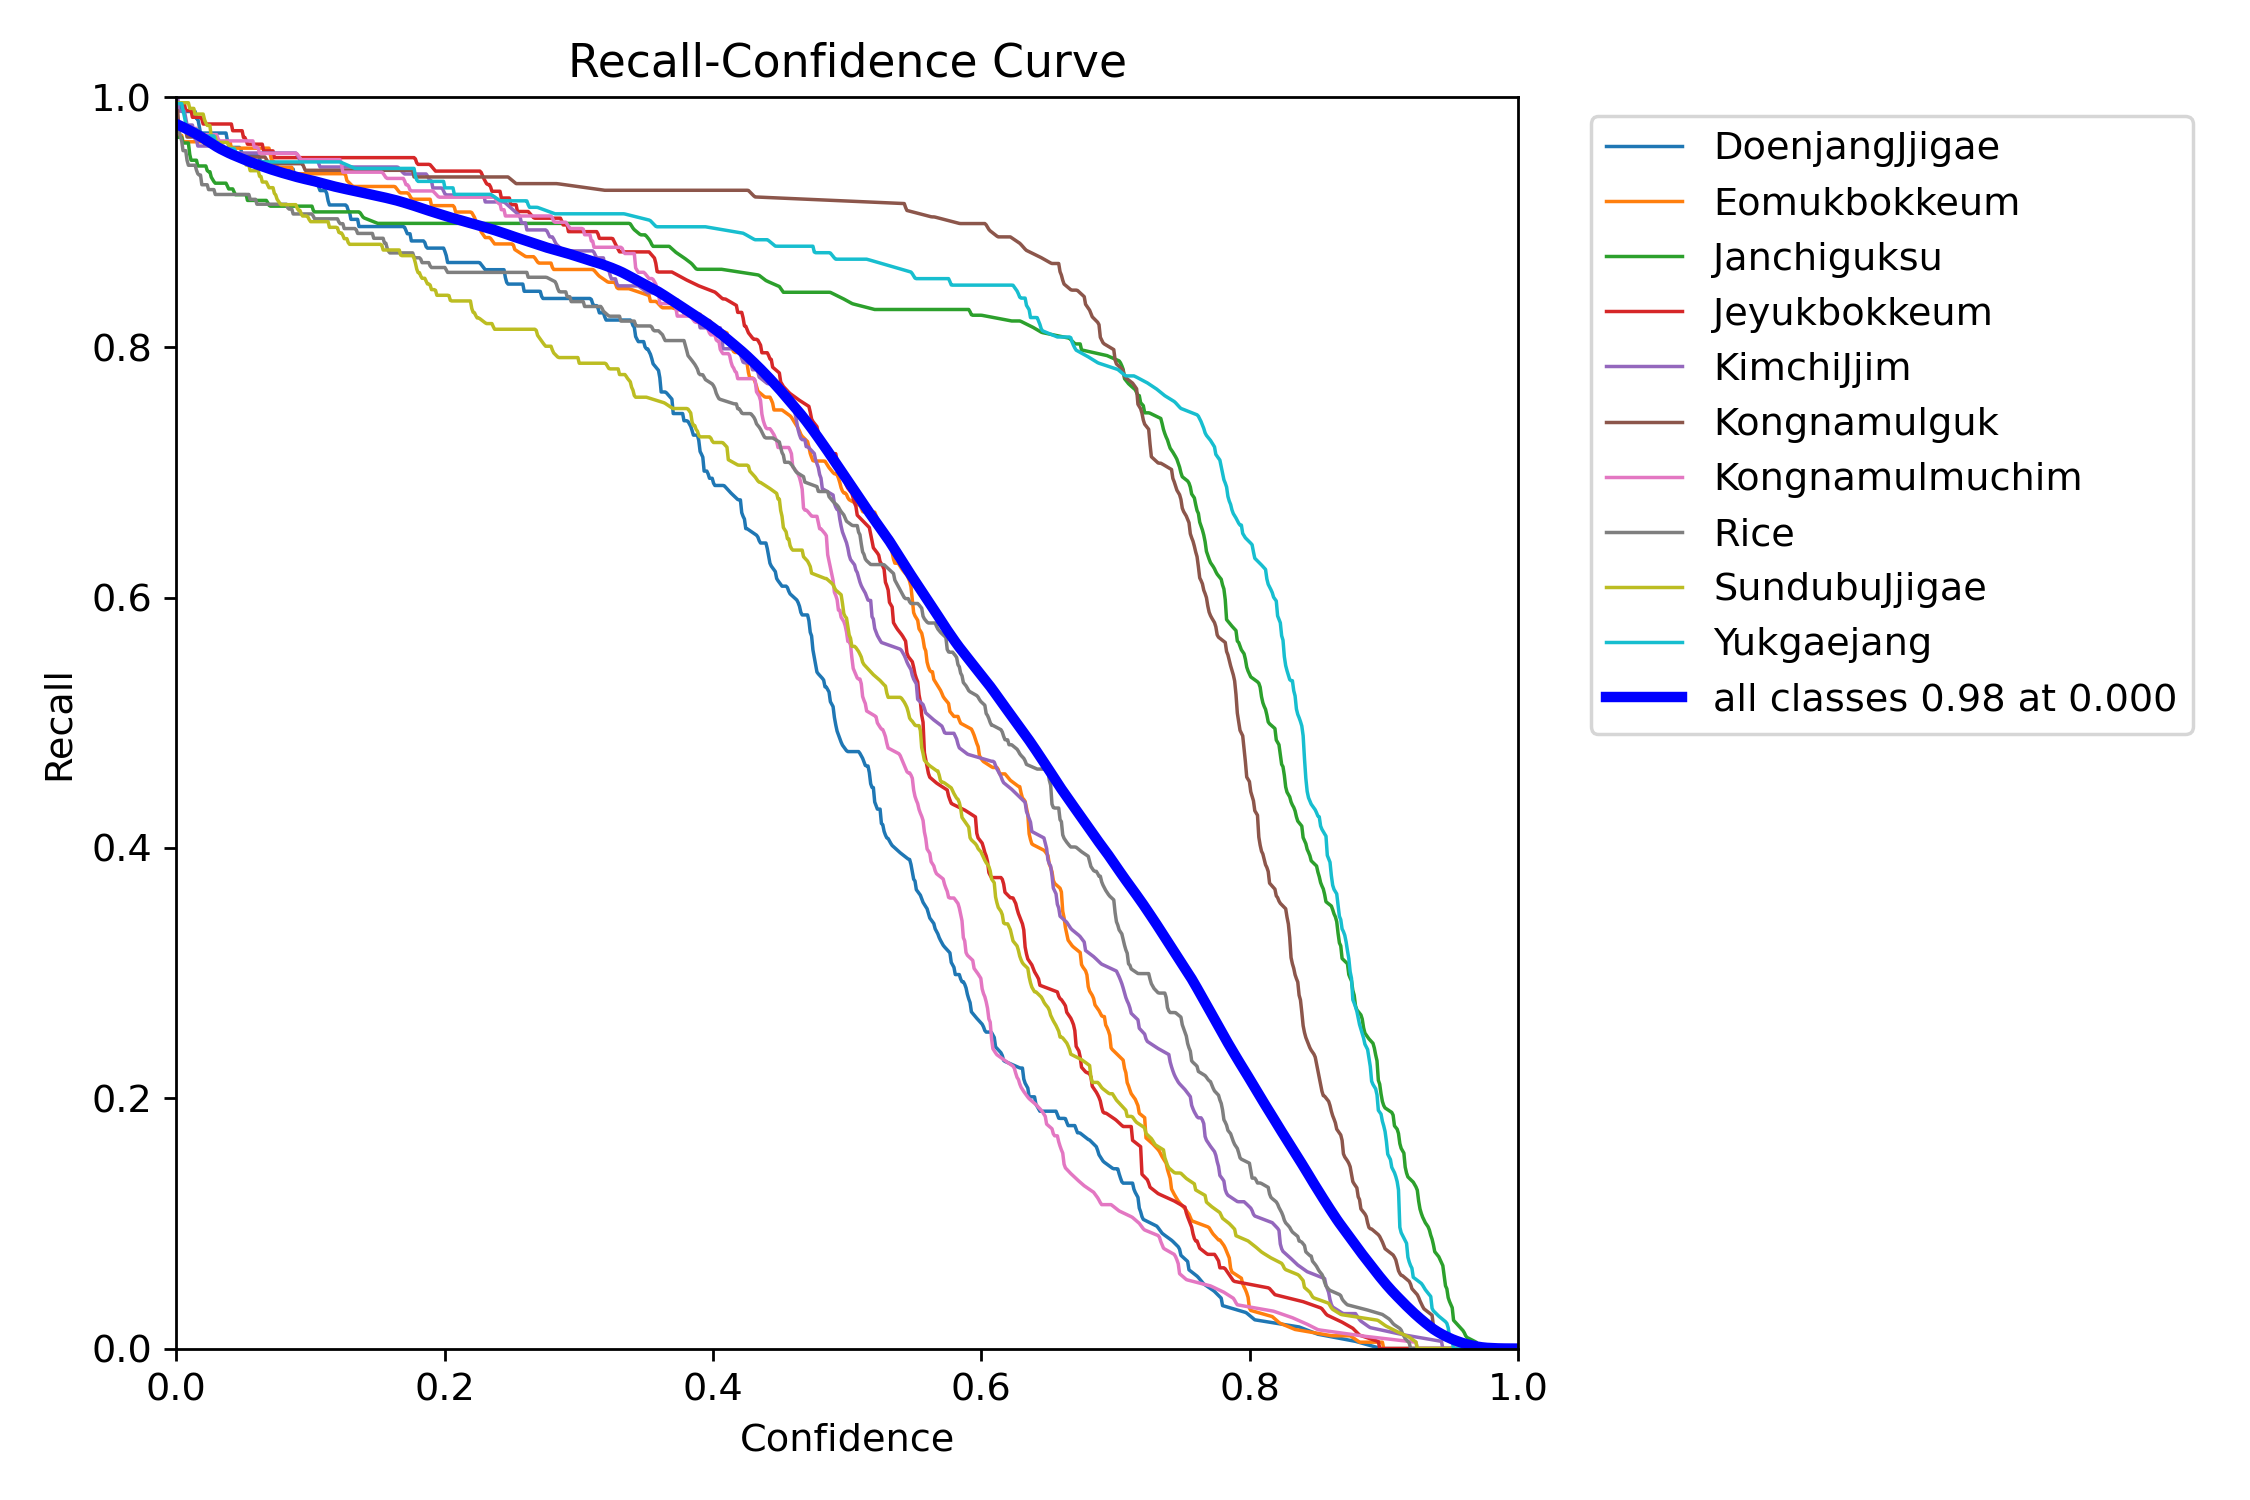 Recall-Confidence Curve
1.0
0.8
0.6
0.4
0.2
0.0
Recall
0.0 0.2 0.4 0.6 0.8 1.0
Confidence
DoenjangJjigae
Eomukbokkeum
Janchiguksu
Jeyukbokkeum
KimchiJjim
Kongnamulguk
Kongnamulmuchim
Rice
SundubuJjigae
Yukgaejang
all classes 0.98 at 0.000